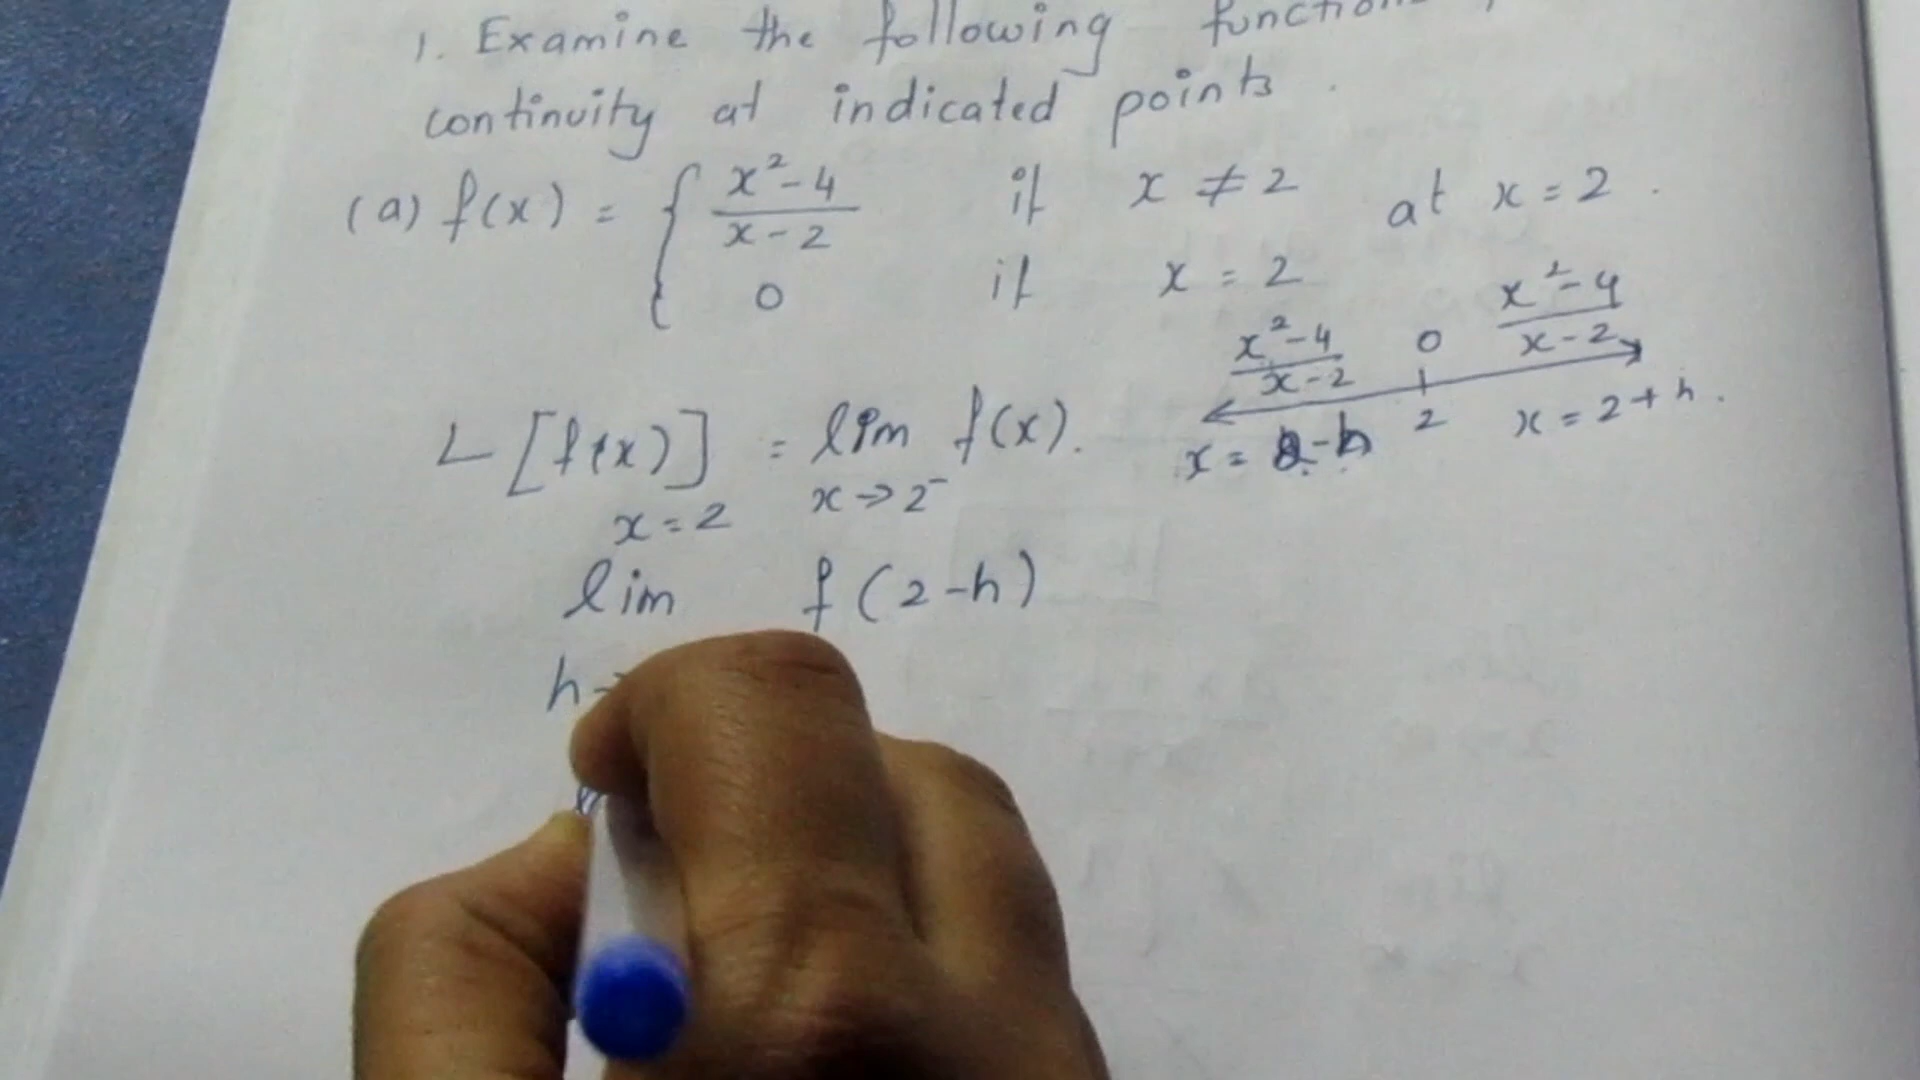 1. Examine the following function
continuity at indicated points.
(a) f(x) = { x²-4 / x-2 if x ≠ 2 at x = 2.
0 if x = 2
x²-4 / x-2 0 x²-4 / x-2
L [f(x)] = lim f(x).
x = 2 x → 2⁻
x = 2-h 2 x = 2+h.
lim f(2-h)
h